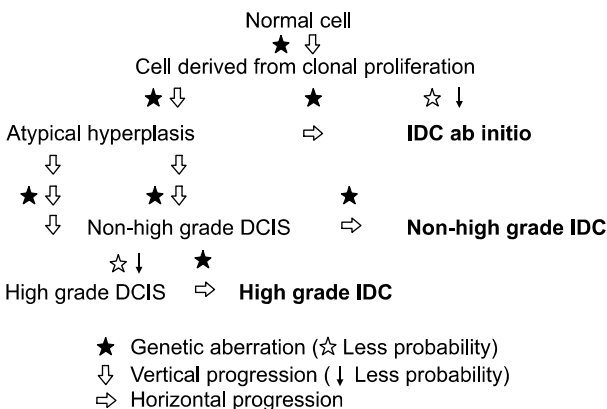 Normal cell
★ ⇩
Cell derived from clonal proliferation
★ ⇩ ★ ☆ ↓
Atypical hyperplasis ⇨ IDC ab initio
⇩ ⇩
★ ⇩ ★ ⇩ ★
⇩ Non-high grade DCIS ⇨ Non-high grade IDC
☆ ↓ ★
High grade DCIS ⇨ High grade IDC
★ Genetic aberration (☆ Less probability)
⇩ Vertical progression (↓ Less probability)
⇨ Horizontal progression